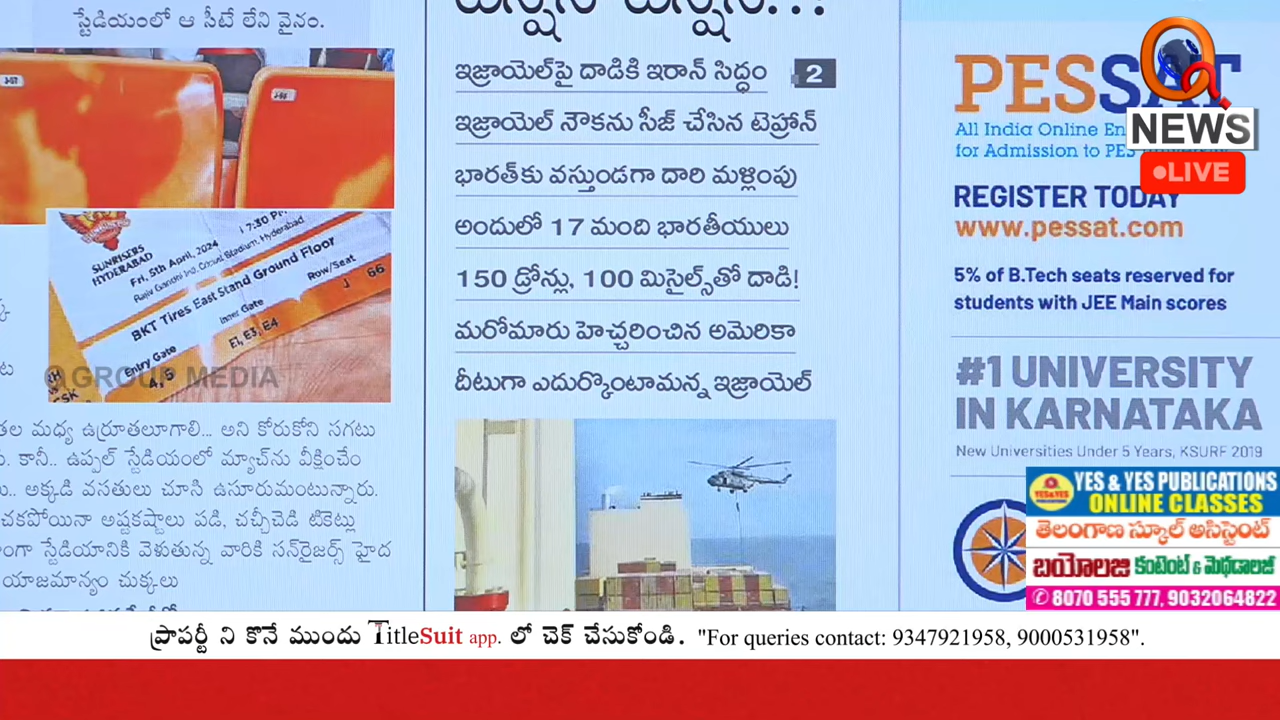 స్టేడియంలో ఆ సీటే లేని వైనం.
J-67
J-65
SUNRISERS
HYDERABAD
Fri, 5th April, 2024
Rajiv Gandhi Intl. Cricket Stadium, Hyderabad
BKT Tires East Stand Ground Floor
Inner Gate
Row/Seat
Entry Gate
E1, E3, E4
J 66
4, 5
QGROUP MEDIA
తల మధ్య ఉర్రూతలూగాలి... అని కోరుకోని సగటు
కానీ.. ఉప్పల్ స్టేడియంలో మ్యాచ్‌ను వీక్షించేం
అక్కడి వసతులు చూసి ఉసూరుమంటున్నారు.
చకపోయినా అష్టకష్టాలు పడి, చచ్చీచెడి టికెట్లు
ంగా స్టేడియానికి వెళుతున్న వారికి సన్‌రైజర్స్ హైద
యాజమాన్యం చుక్కలు
ఇజ్రాయెల్‌పై దాడికి ఇరాన్ సిద్ధం 2
ఇజ్రాయెల్ నౌకను సీజ్ చేసిన టెహ్రాన్
భారత్‌కు వస్తుండగా దారి మళ్లింపు
అందులో 17 మంది భారతీయులు
150 డ్రోన్లు, 100 మిసైల్స్‌తో దాడి!
మరోమారు హెచ్చరించిన అమెరికా
దీటుగా ఎదుర్కొంటామన్న ఇజ్రాయెల్
PESSAT
All India Online En
for Admission to PES
REGISTER TODAY
www.pessat.com
5% of B.Tech seats reserved for
students with JEE Main scores
#1 UNIVERSITY
IN KARNATAKA
New Universities Under 5 Years, KSURF 2019
Q
NEWS
LIVE
YES & YES PUBLICATIONS
ONLINE CLASSES
తెలంగాణ స్కూల్ అసిస్టెంట్
బయోలజి కంటెంట్ & మెథడాలజీ
8070 555 777, 9032064822
ప్రాపర్టీ ని కొనే ముందు TitleSuit app. లో చెక్ చేసుకోండి. "For queries contact: 9347921958, 9000531958".